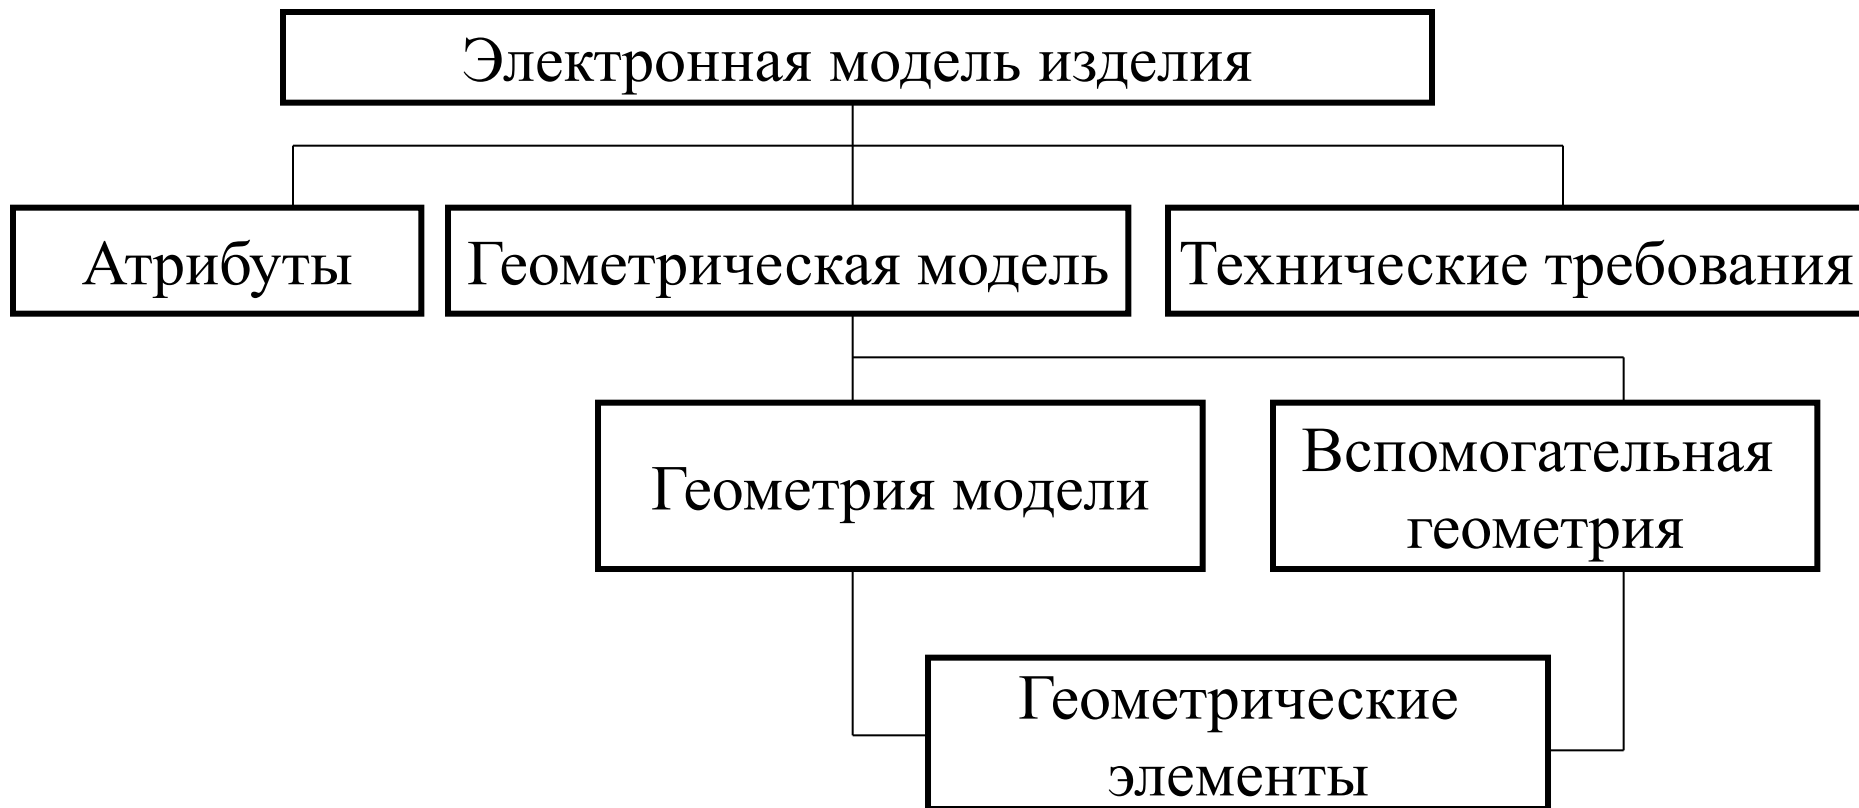 Электронная модель изделия
Атрибуты
Геометрическая модель
Технические требования
Геометрия модели
Вспомогательная
геометрия
Геометрические
элементы